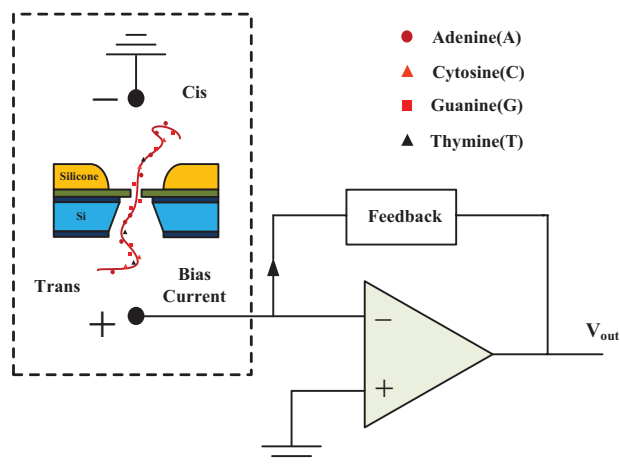 Adenine(A)
Cytosine(C)
Guanine(G)
Thymine(T)
−
Cis
Silicone
Si
Trans
Bias
Current
+
Feedback
−
+
Vout